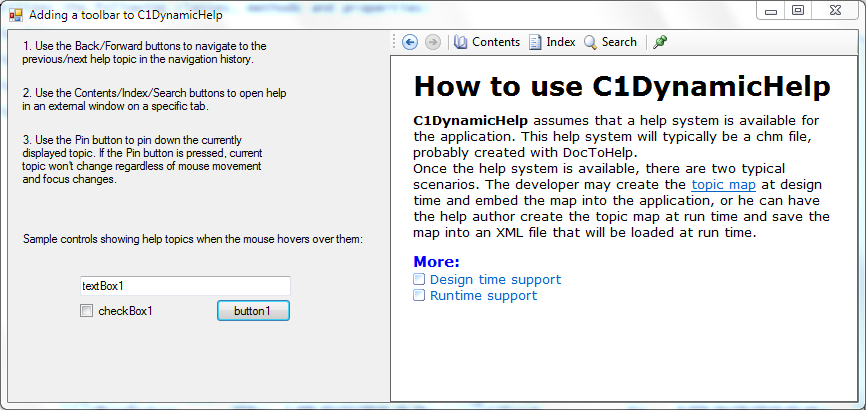 Adding a toolbar to C1DynamicHelp
1. Use the Back/Forward buttons to navigate to the
previous/next help topic in the navigation history.
2. Use the Contents/Index/Search buttons to open help
in an external window on a specific tab.
3. Use the Pin button to pin down the currently
displayed topic. If the Pin button is pressed, current
topic won't change regardless of mouse movement
and focus changes.
Sample controls showing help topics when the mouse hovers over them:
textBox1
checkBox1
button1
Contents
Index
Search
How to use C1DynamicHelp
C1DynamicHelp assumes that a help system is available for
the application. This help system will typically be a chm file,
probably created with DocToHelp.
Once the help system is available, there are two typical
scenarios. The developer may create the topic map at design
time and embed the map into the application, or he can have
the help author create the topic map at run time and save the
map into an XML file that will be loaded at run time.
More:
Design time support
Runtime support